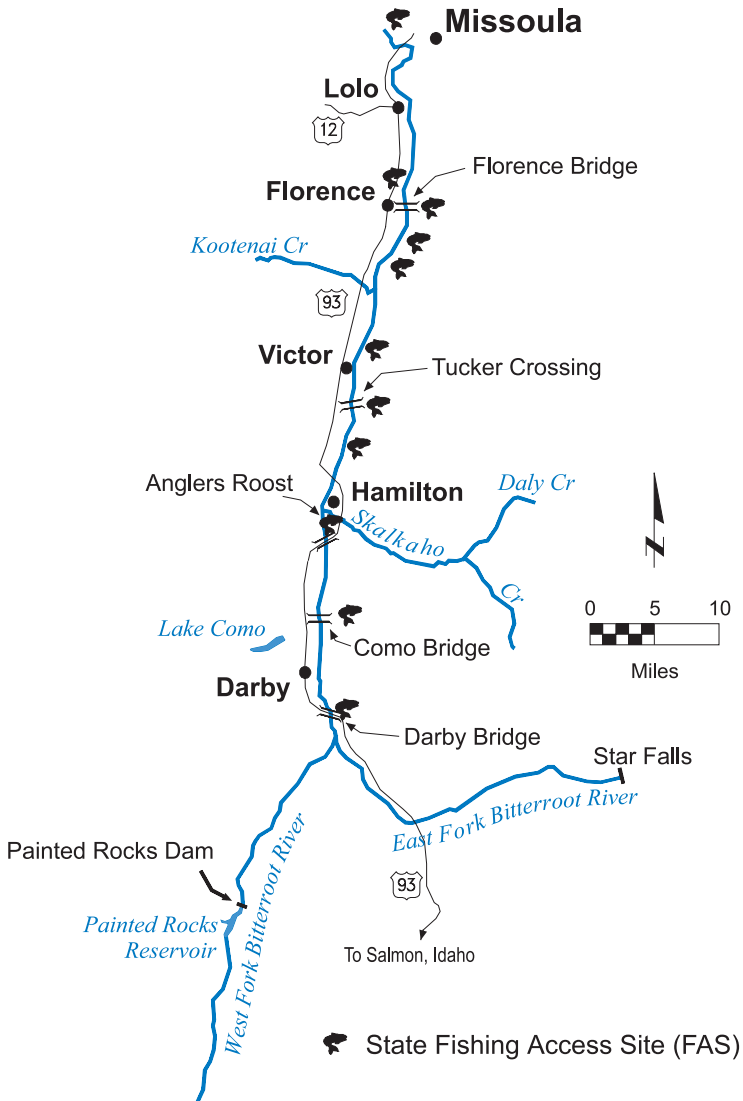 Missoula
Lolo
12
Florence Bridge
Florence
Kootenai Cr
93
Victor
Tucker Crossing
Anglers Roost
Hamilton
Daly Cr
Skalkaho
Cr
0 5 10
Miles
Lake Como
Como Bridge
Darby
Darby Bridge
Star Falls
East Fork Bitterroot River
Painted Rocks Dam
93
Painted Rocks
Reservoir
West Fork Bitterroot River
To Salmon, Idaho
N
State Fishing Access Site (FAS)